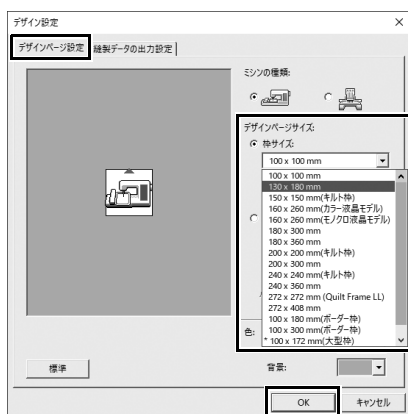 デザイン設定
デザインページ設定
縫製データの出力設定
ミシンの種類:
デザインページサイズ:
枠サイズ:
100 x 100 mm
100 x 100 mm
130 x 180 mm
150 x 150 mm(キルト枠)
160 x 260 mm(カラー液晶モデル)
160 x 260 mm(モノクロ液晶モデル)
180 x 300 mm
180 x 360 mm
200 x 200 mm(キルト枠)
200 x 300 mm
240 x 240 mm(キルト枠)
240 x 360 mm
272 x 272 mm (Quilt Frame LL)
272 x 408 mm
100 x 180 mm(ボーダー枠)
100 x 300 mm(ボーダー枠)
* 100 x 172 mm(大型枠)
色:
標準
背景:
OK
キャンセル